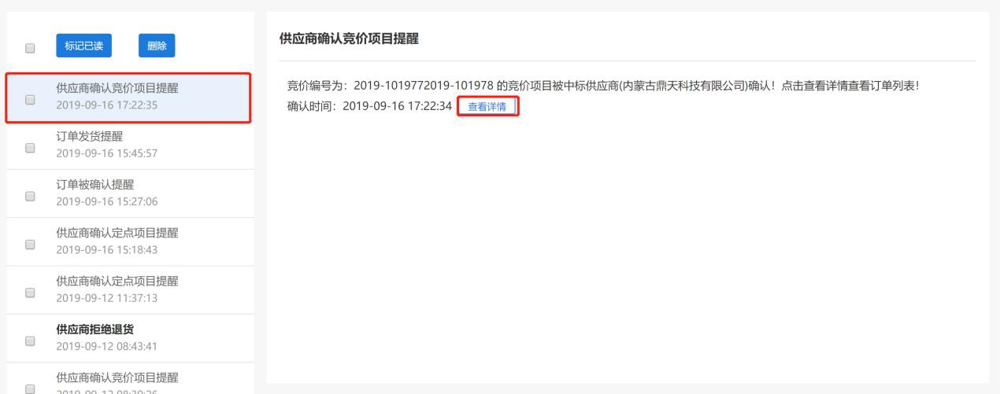 标记已读 删除
供应商确认竞价项目提醒
2019-09-16 17:22:35
订单发货提醒
2019-09-16 15:45:57
订单被确认提醒
2019-09-16 15:27:06
供应商确认定点项目提醒
2019-09-16 15:18:43
供应商确认定点项目提醒
2019-09-12 11:37:13
供应商拒绝退货
2019-09-12 08:43:41
供应商确认竞价项目提醒
供应商确认竞价项目提醒
竞价编号为：2019-1019772019-101978 的竞价项目被中标供应商(内蒙古鼎天科技有限公司)确认！点击查看详情查看订单列表！
确认时间：2019-09-16 17:22:34 查看详情